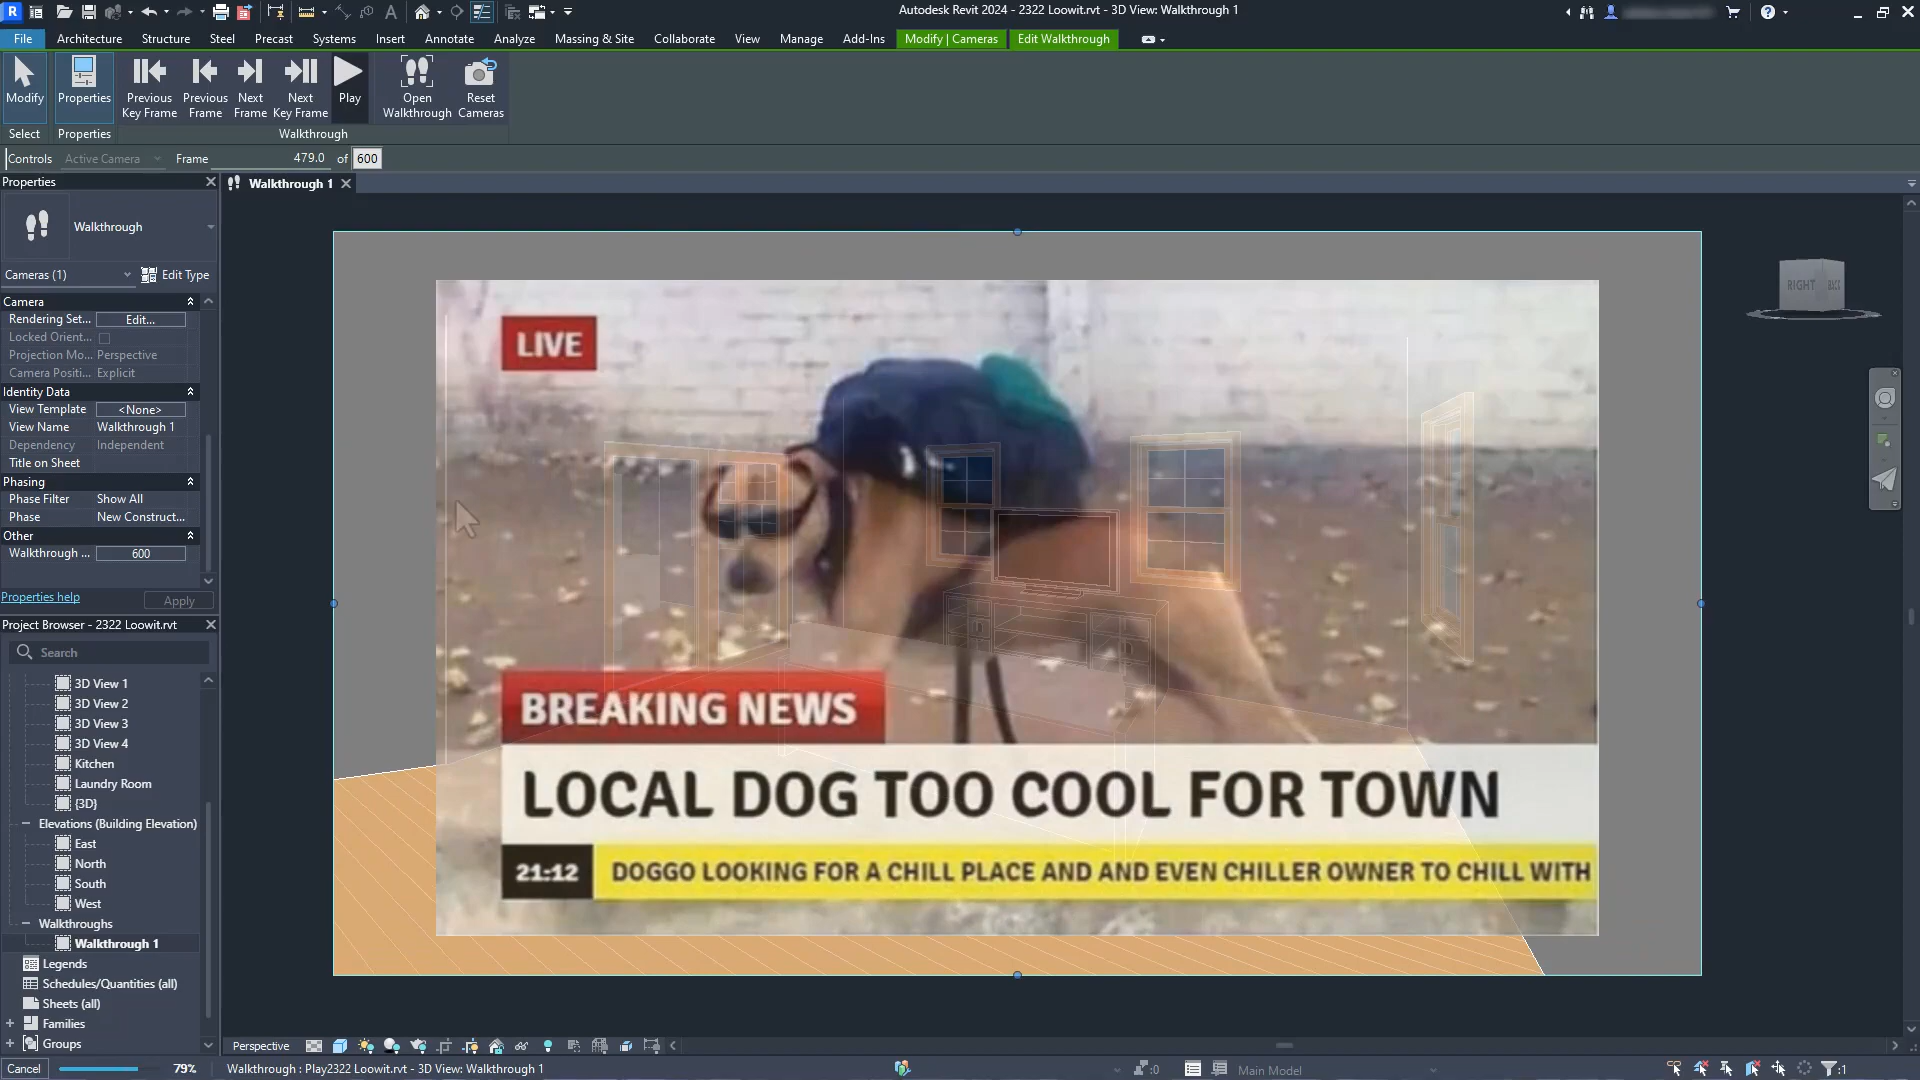 Autodesk Revit 2024 - 2322 Loowit.rvt - 3D View: Walkthrough 1
File Architecture Structure Steel Precast Systems Insert Annotate Analyze Massing & Site Collaborate View Manage Add-Ins Modify | Cameras Edit Walkthrough
Modify
Properties
Previous Key Frame
Previous Frame
Next Frame
Next Key Frame
Play
Open Walkthrough
Reset Cameras
Select
Properties
Walkthrough
Controls Active Camera Frame 479.0 of 600
Properties
Walkthrough 1
Walkthrough
Cameras (1) Edit Type
Camera
Rendering Set... Edit...
Locked Orient...
Projection Mo... Perspective
Camera Positi... Explicit
Identity Data
View Template <None>
View Name Walkthrough 1
Dependency Independent
Title on Sheet
Phasing
Phase Filter Show All
Phase New Construct...
Other
Walkthrough ... 600
Properties help Apply
Project Browser - 2322 Loowit.rvt
Search
3D View 1
3D View 2
3D View 3
3D View 4
Kitchen
Laundry Room
{3D}
Elevations (Building Elevation)
East
North
South
West
Walkthroughs
Walkthrough 1
Legends
Schedules/Quantities (all)
Sheets (all)
Families
Groups
LIVE
BREAKING NEWS
LOCAL DOG TOO COOL FOR TOWN
21:12 DOGGO LOOKING FOR A CHILL PLACE AND AND EVEN CHILLER OWNER TO CHILL WITH
RIGHT BACK
Perspective
Cancel 79% Walkthrough : Play2322 Loowit.rvt - 3D View: Walkthrough 1 :0 Main Model :1